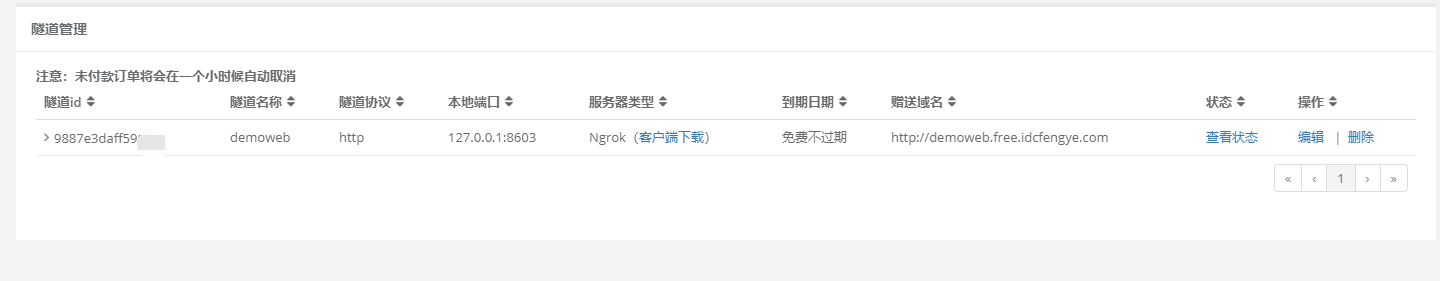 隧道管理
注意：未付款订单将会在一个小时候自动取消
隧道id 隧道名称 隧道协议 本地端口 服务器类型 到期日期 赠送域名 状态 操作
9887e3daff59 demoweb http 127.0.0.1:8603 Ngrok（客户端下载） 免费不过期 http://demoweb.free.idcfengye.com 查看状态 编辑 | 删除
« ‹ 1 › »